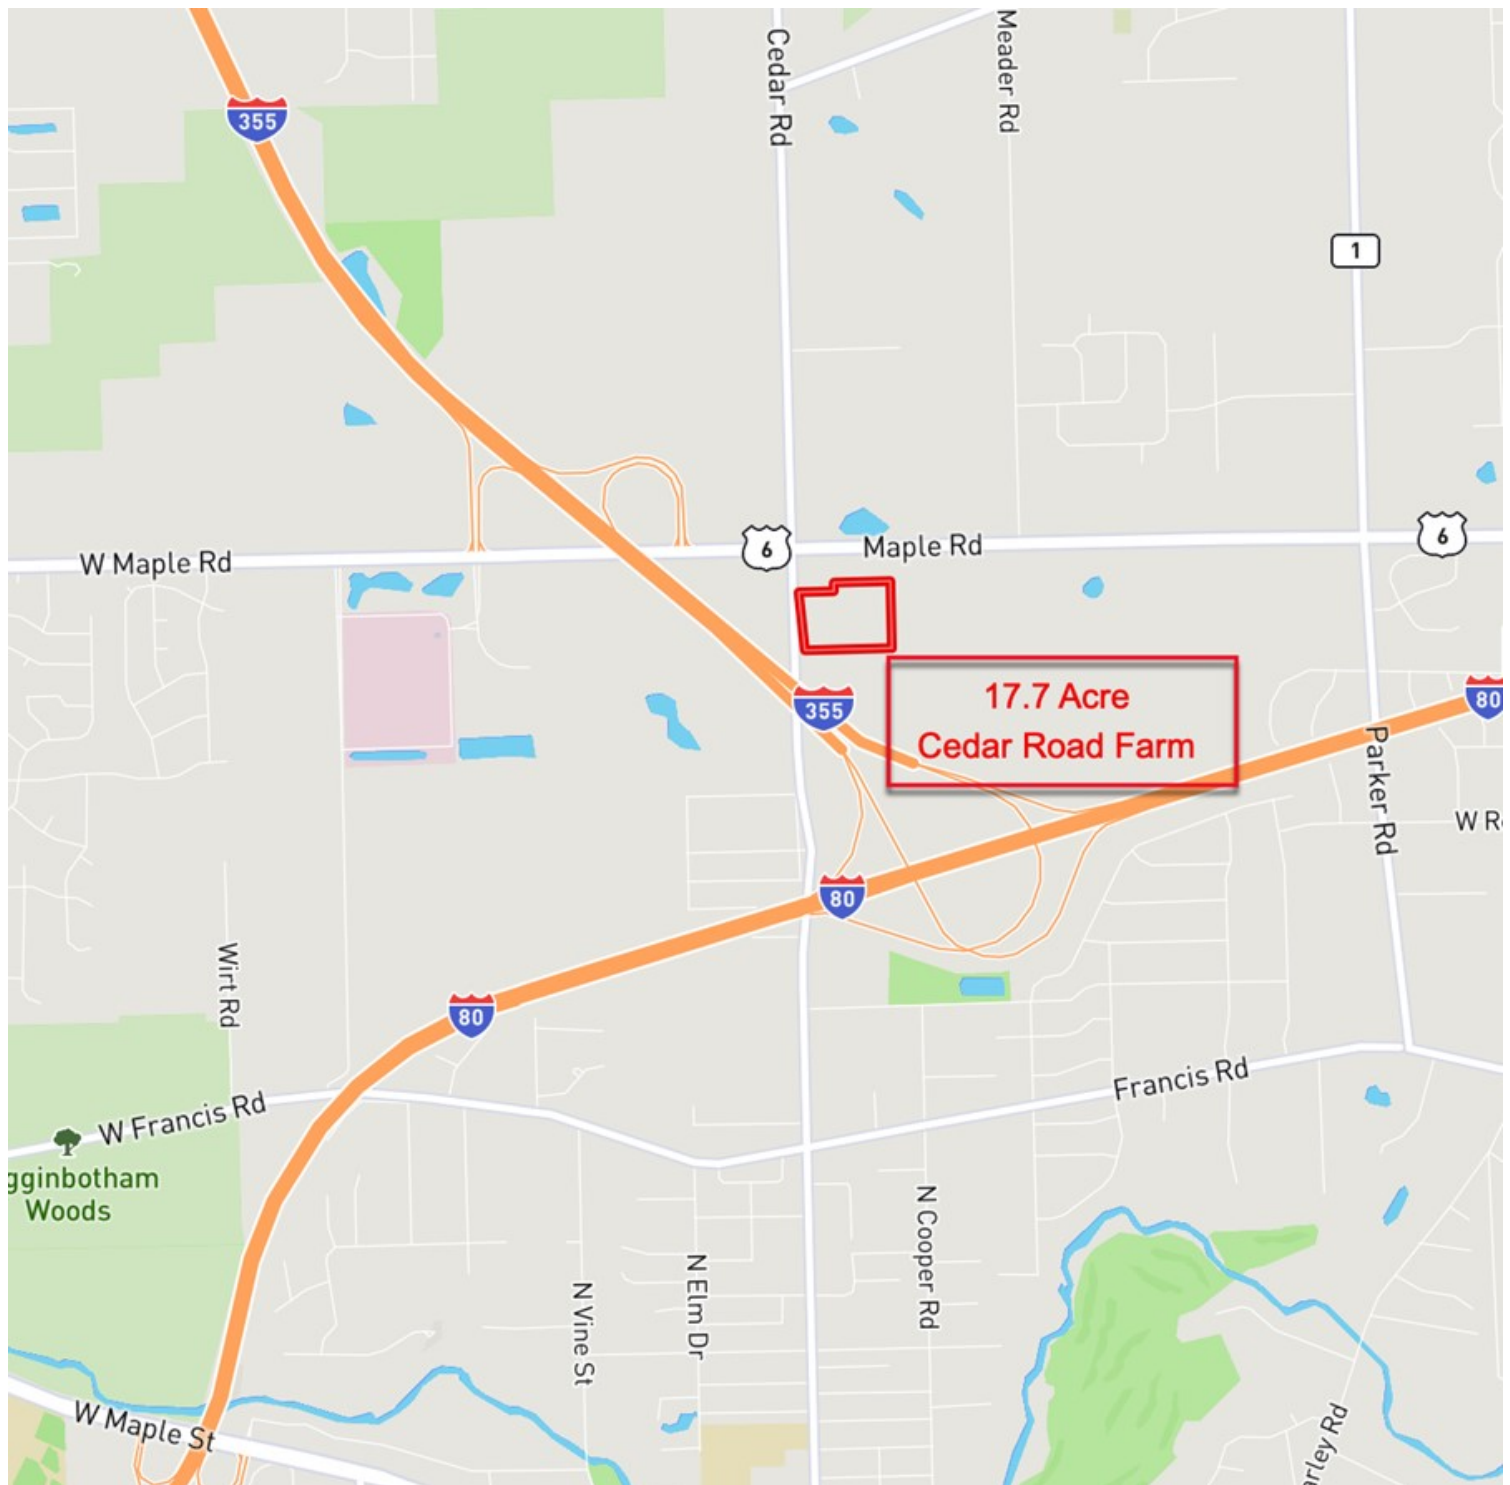 Cedar Rd
Meader Rd
355
1
W Maple Rd
6
Maple Rd
6
17.7 Acre
Cedar Road Farm
355
80
Parker Rd
W R
80
Wirt Rd
80
W Francis Rd
Francis Rd
gginbotham
Woods
N Cooper Rd
N Elm Dr
N Vine St
W Maple St
arley Rd